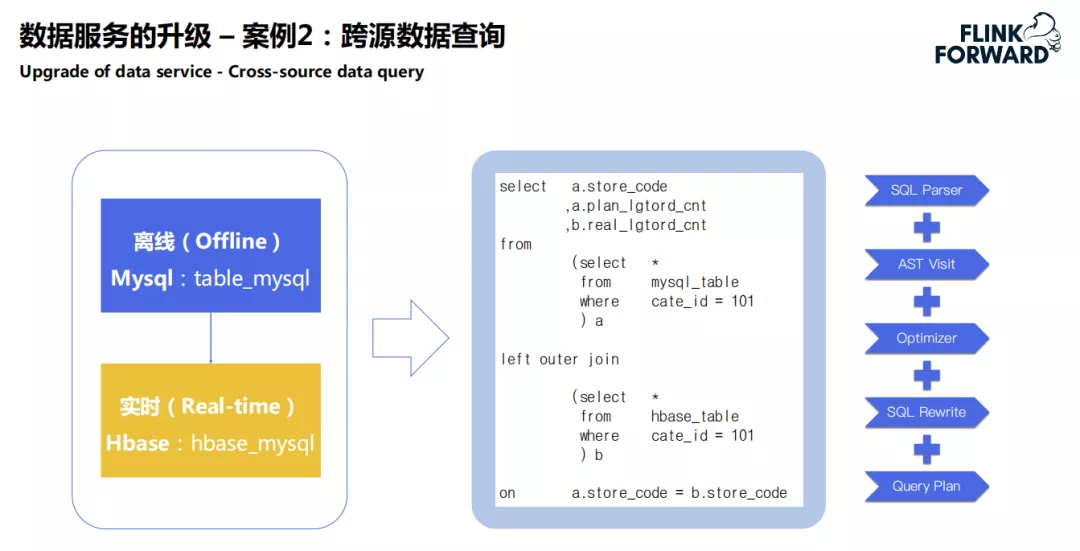 数据服务的升级 – 案例2：跨源数据查询
Upgrade of data service - Cross-source data query
FLINK
FORWARD
离线（Offline）
Mysql：table_mysql
实时（Real-time）
Hbase：hbase_mysql
select a.store_code
,a.plan_lgtord_cnt
,b.real_lgtord_cnt
from
(select *
from mysql_table
where cate_id = 101
) a
left outer join
(select *
from hbase_table
where cate_id = 101
) b
on a.store_code = b.store_code
SQL Parser
AST Visit
Optimizer
SQL Rewrite
Query Plan